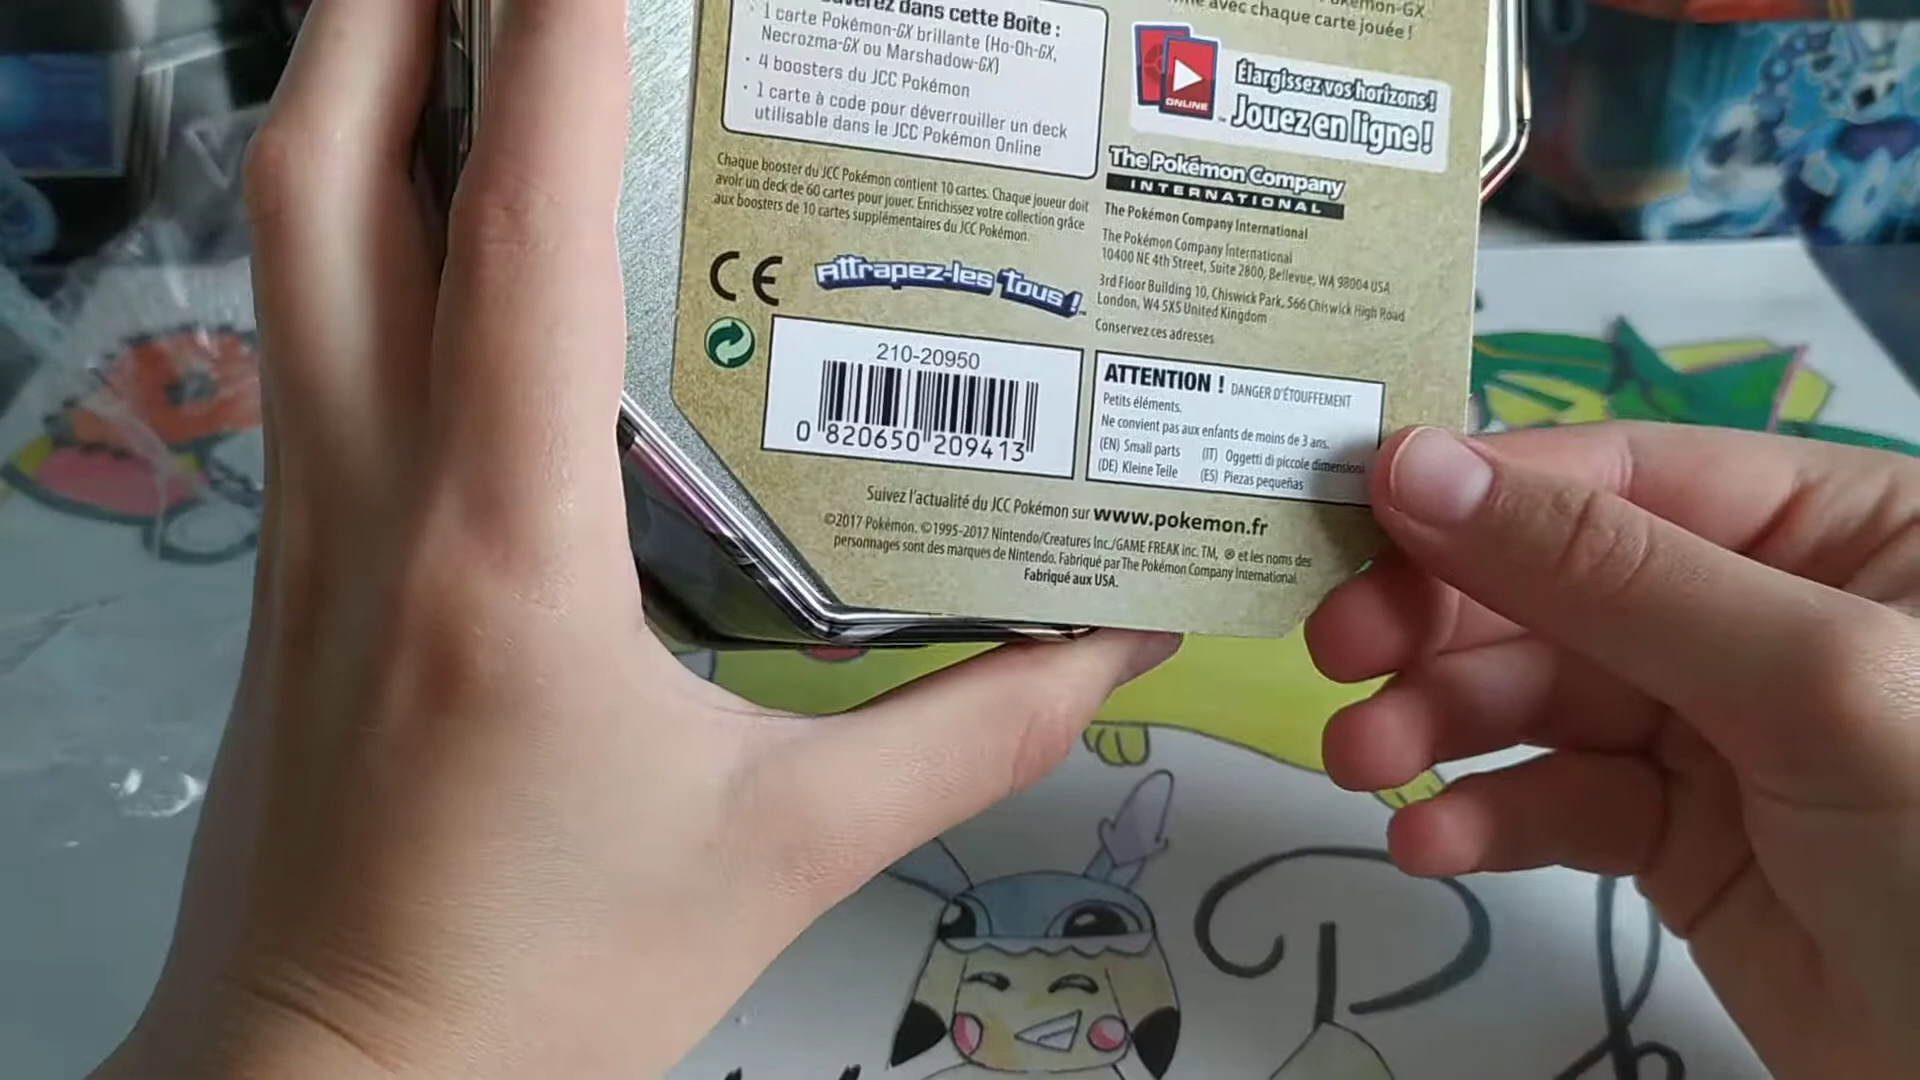 dans cette Boîte :
· 1 carte Pokémon-GX brillante (Ho-Oh-GX,
Necrozma-GX ou Marshadow-GX)
· 4 boosters du JCC Pokémon
· 1 carte à code pour déverrouiller un deck
utilisable dans le JCC Pokémon Online
Chaque booster du JCC Pokémon contient 10 cartes. Chaque joueur doit
avoir un deck de 60 cartes pour jouer. Enrichissez votre collection grâce
aux boosters de 10 cartes supplémentaires du JCC Pokémon.
CE
Attrapez-les Tous !™
210-20950
0 820650 209413
avec chaque carte jouée !
ONLINE
Élargissez vos horizons !
Jouez en ligne !
The Pokémon Company
INTERNATIONAL
The Pokémon Company International
The Pokémon Company International
10400 NE 4th Street, Suite 2800, Bellevue, WA 98004 USA
3rd Floor Building 10, Chiswick Park, 566 Chiswick High Road
London, W4 5XS United Kingdom
Conservez ces adresses
ATTENTION ! DANGER D'ÉTOUFFEMENT
Petits éléments.
Ne convient pas aux enfants de moins de 3 ans.
(EN) Small parts (IT) Oggetti di piccole dimensioni
(DE) Kleine Teile (ES) Piezas pequeñas
Suivez l'actualité du JCC Pokémon sur www.pokemon.fr
©2017 Pokémon. ©1995-2017 Nintendo/Creatures Inc./GAME FREAK inc. TM, ® et les noms des
personnages sont des marques de Nintendo. Fabriqué par The Pokémon Company International.
Fabriqué aux USA.